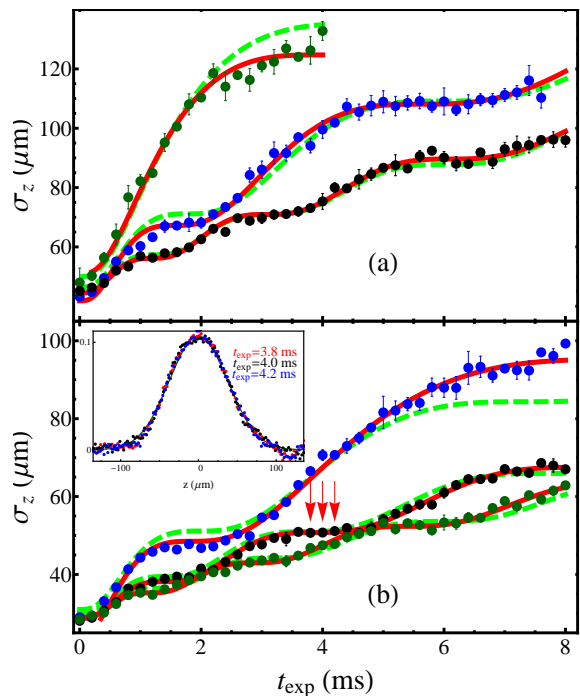 120
100
80
60
σz (μm)
(a)
100
80
60
40
σz (μm)
0.1
0
texp=3.8 ms
texp=4.0 ms
texp=4.2 ms
-100 0 100
z (μm)
(b)
0 2 4 6 8
texp (ms)